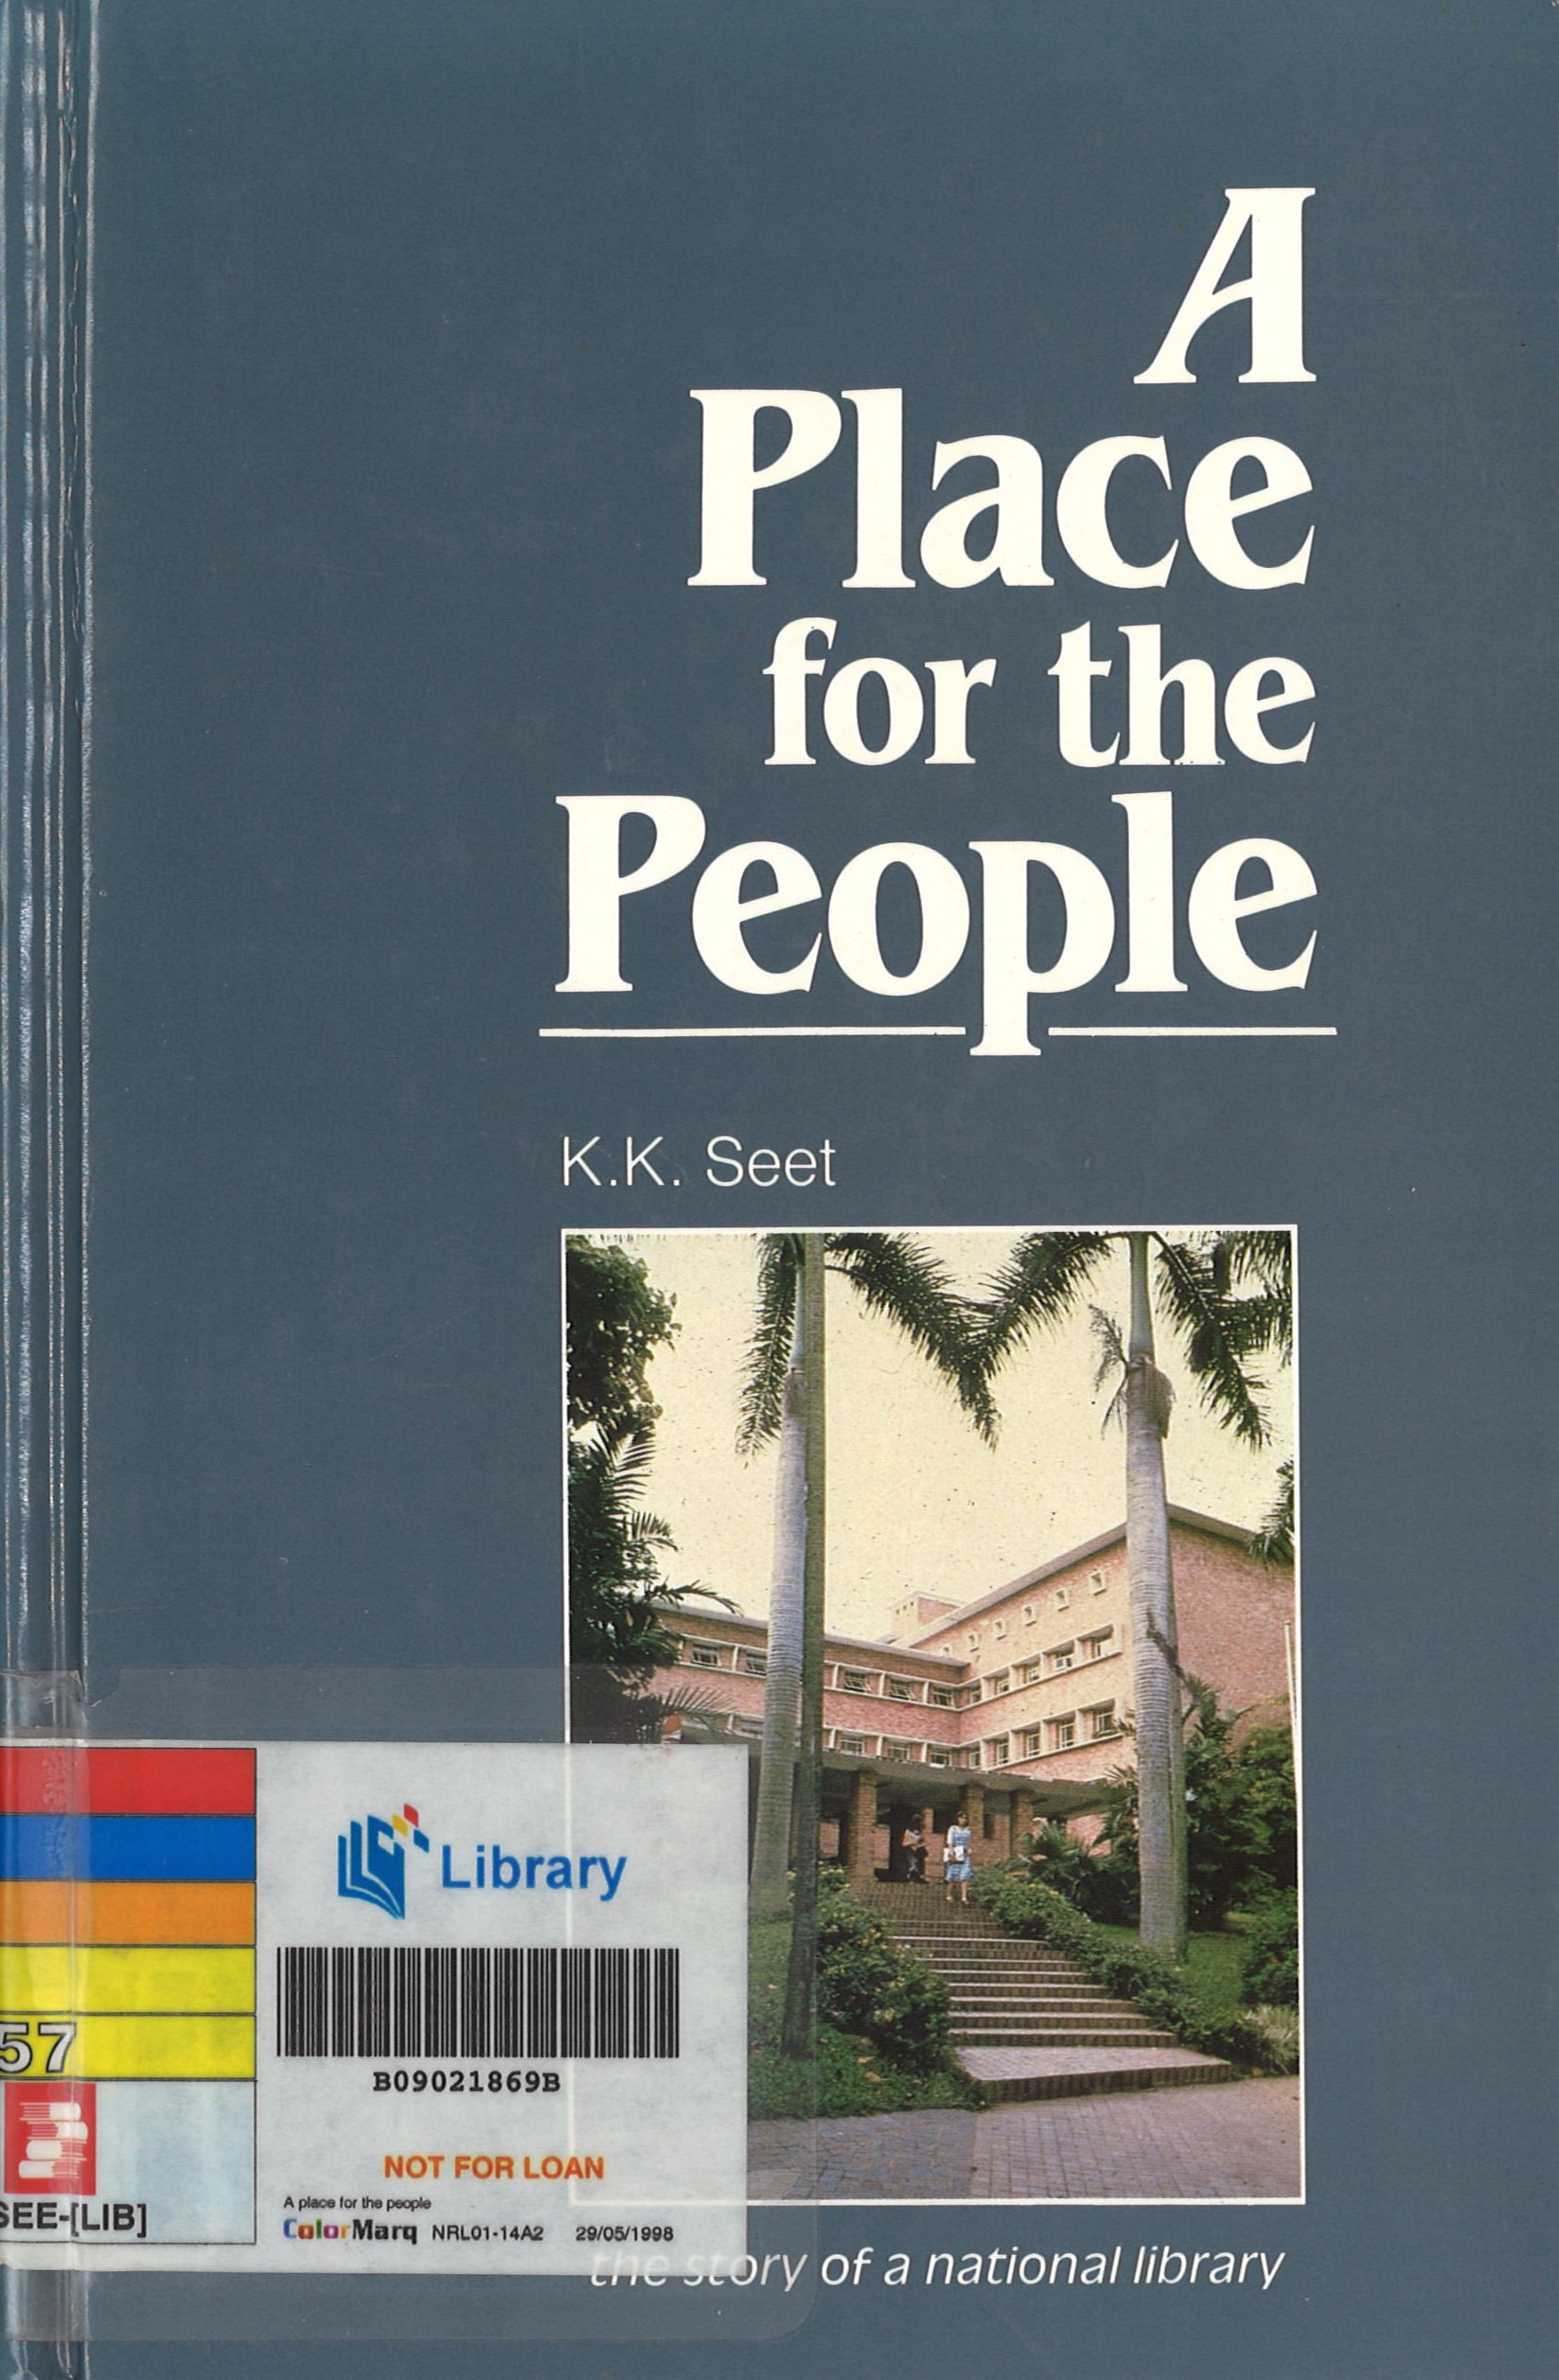 A
Place
for the
People
K.K. Seet
Library
B09021869B
NOT FOR LOAN
A place for the people
ColorMarq NRL01-14A2 29/05/1998
57
SEE-[LIB]
the story of a national library